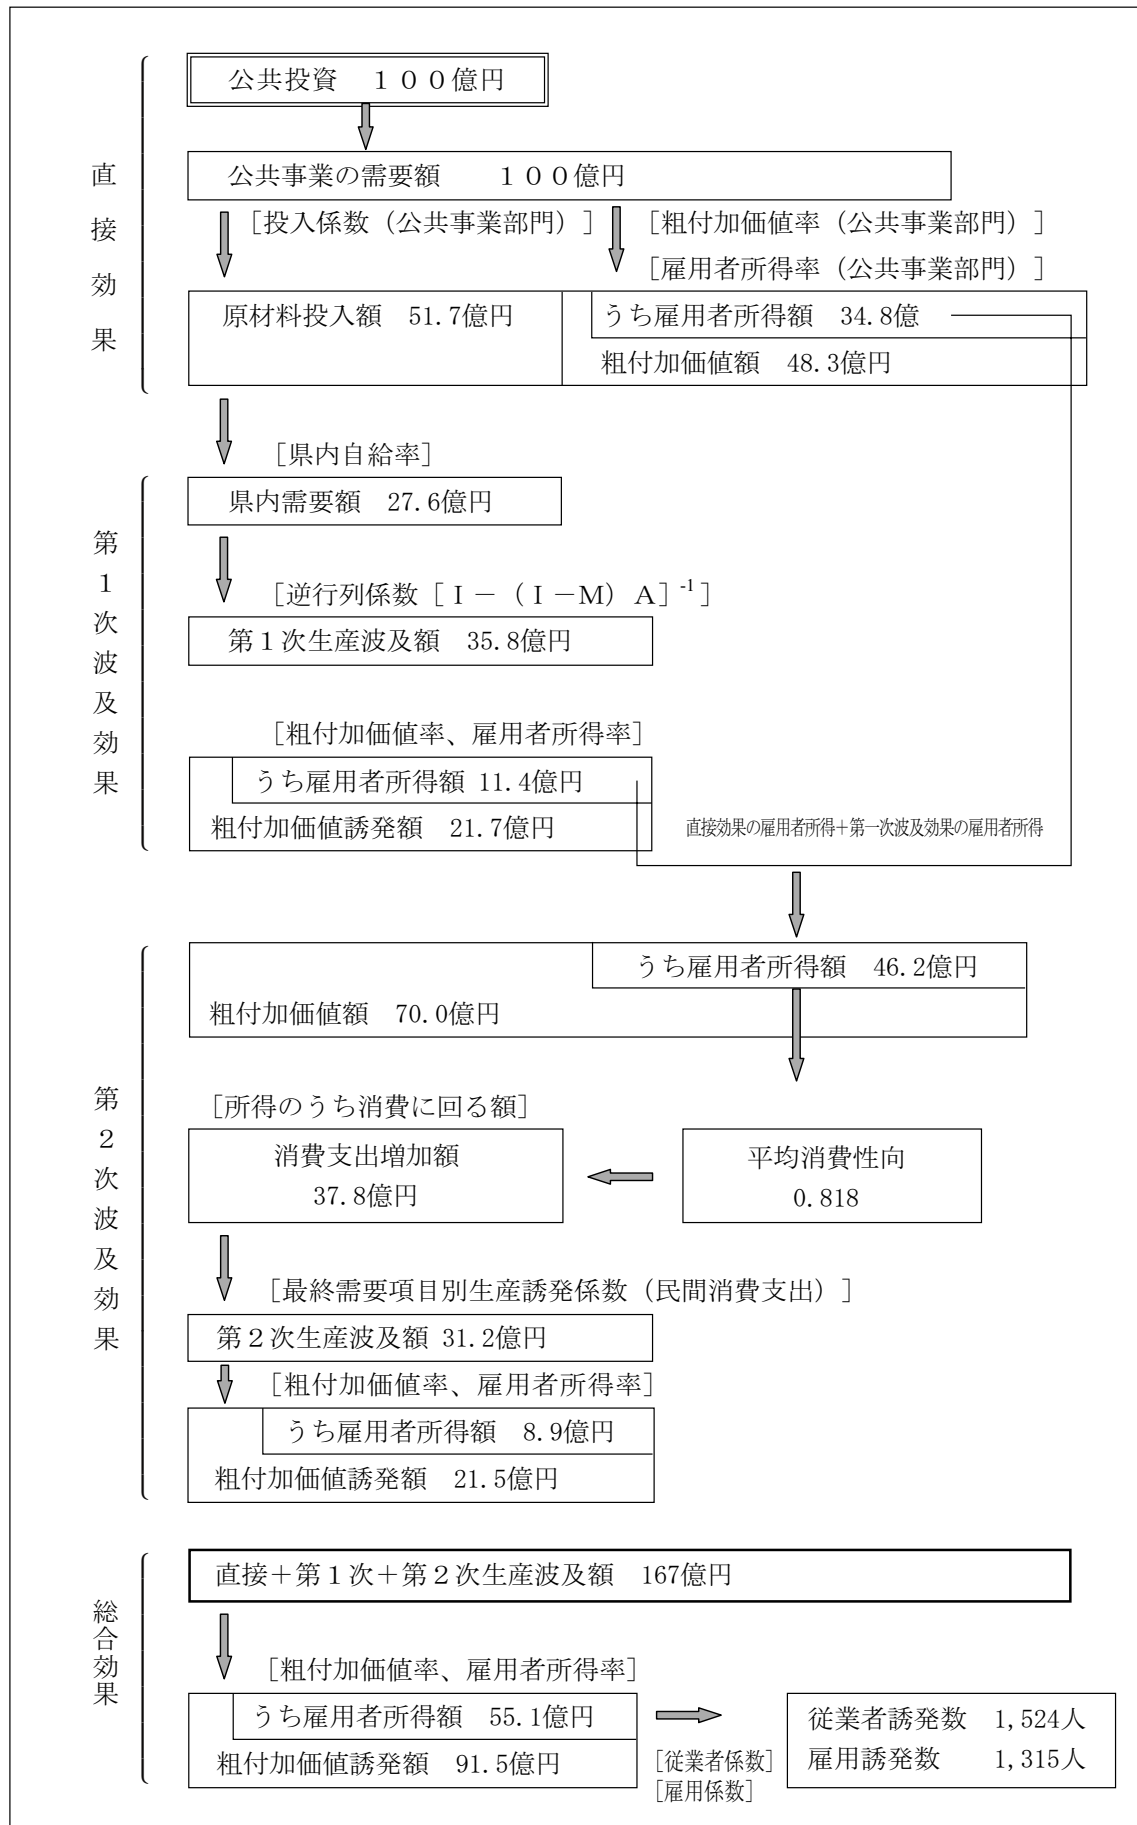 直接効果
公共投資　１００億円
公共事業の需要額　　１００億円
［投入係数（公共事業部門）］
［粗付加価値率（公共事業部門）］
［雇用者所得率（公共事業部門）］
原材料投入額　51.7億円
うち雇用者所得額　34.8億
粗付加価値額　48.3億円
第１次波及効果
［県内自給率］
県内需要額　27.6億円
［逆行列係数［Ｉ－（Ｉ－Ｍ）Ａ］-1］
第１次生産波及額　35.8億円
［粗付加価値率、雇用者所得率］
うち雇用者所得額 11.4億円
粗付加価値誘発額　21.7億円
直接効果の雇用者所得＋第一次波及効果の雇用者所得
第２次波及効果
うち雇用者所得額　46.2億円
粗付加価値額　70.0億円
［所得のうち消費に回る額］
消費支出増加額
37.8億円
平均消費性向
0.818
［最終需要項目別生産誘発係数（民間消費支出）］
第２次生産波及額 31.2億円
［粗付加価値率、雇用者所得率］
うち雇用者所得額　8.9億円
粗付加価値誘発額　21.5億円
総合効果
直接＋第１次＋第２次生産波及額　167億円
［粗付加価値率、雇用者所得率］
うち雇用者所得額　55.1億円
粗付加価値誘発額　91.5億円
［従業者係数］
［雇用係数］
従業者誘発数　1,524人
雇用誘発数　　1,315人